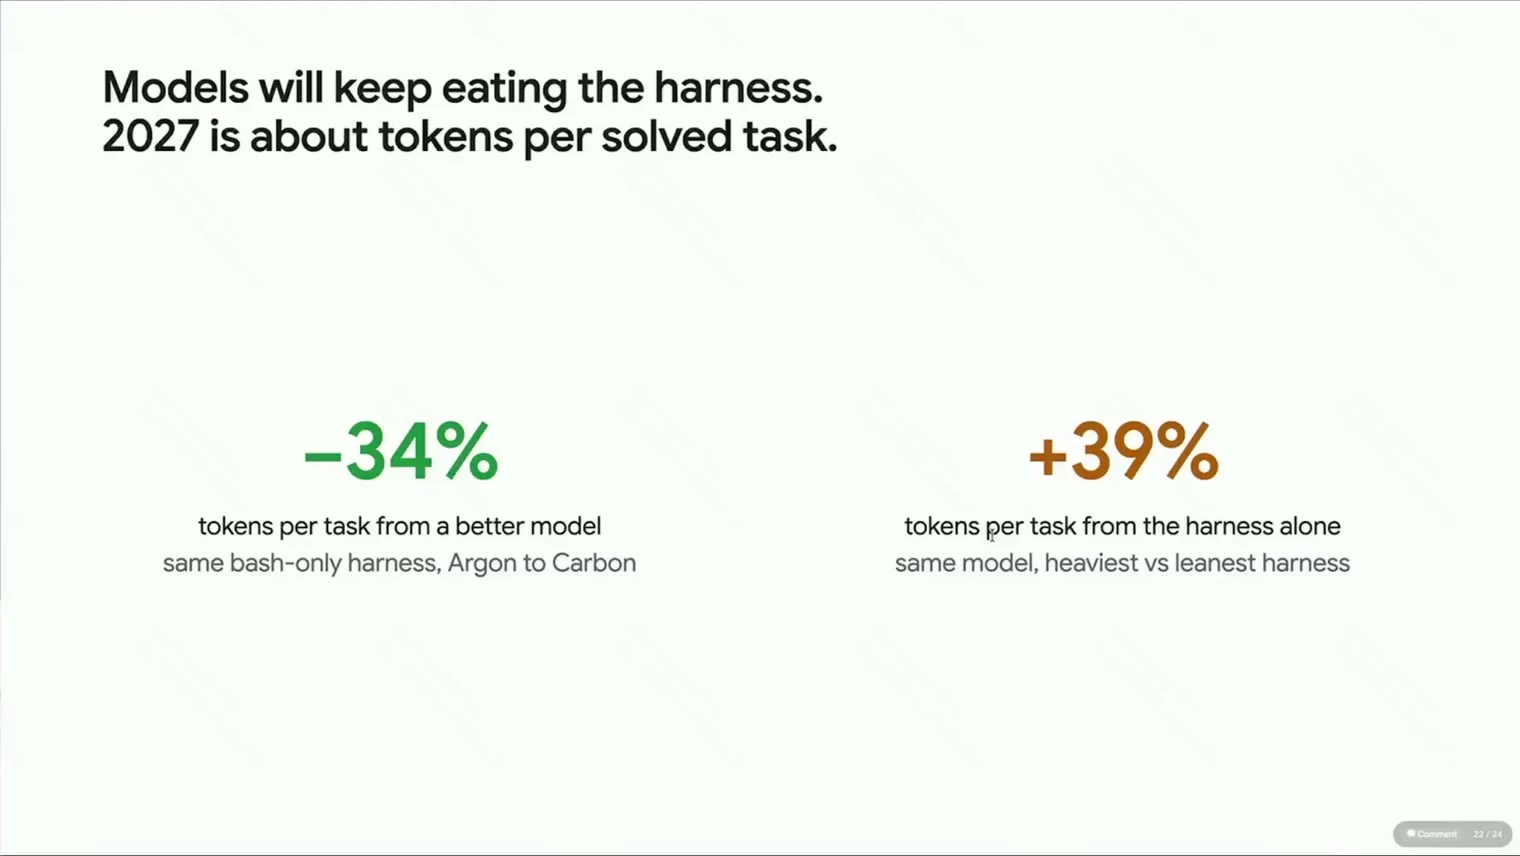 Models will keep eating the harness.
2027 is about tokens per solved task.
−34%
tokens per task from a better model
same bash-only harness, Argon to Carbon
+39%
tokens per task from the harness alone
same model, heaviest vs leanest harness
Comment 22 / 24